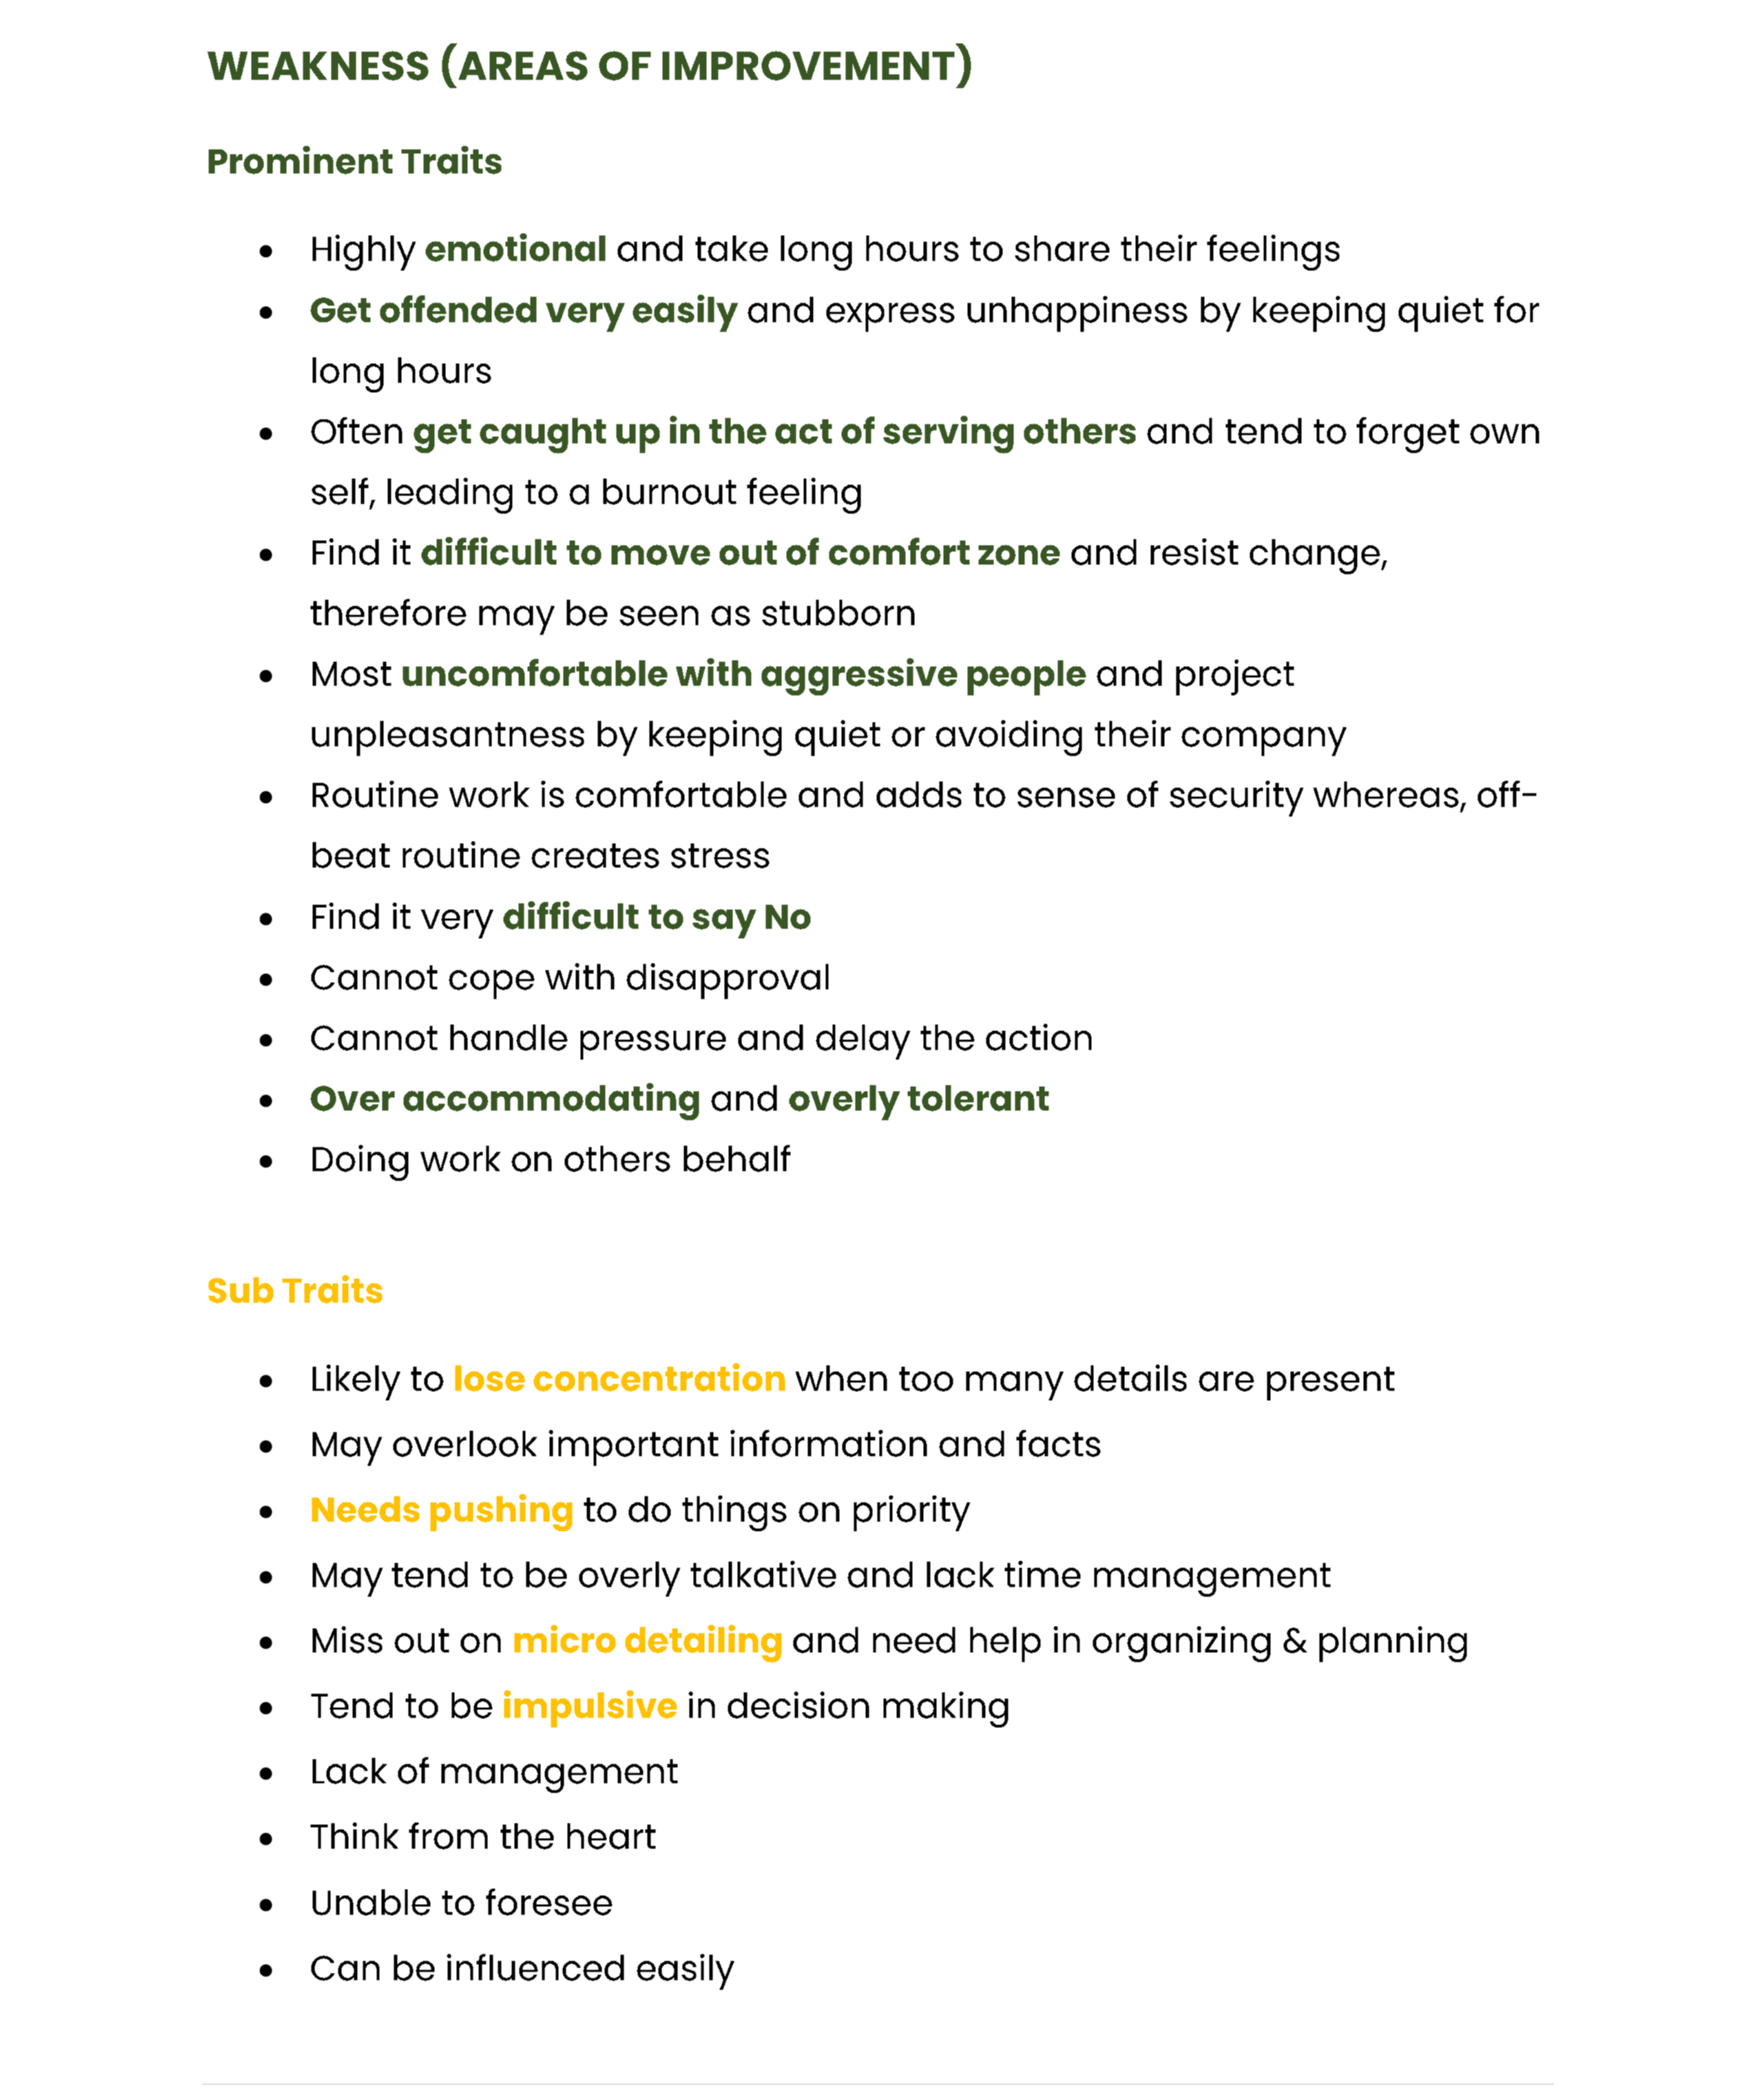 WEAKNESS (AREAS OF IMPROVEMENT)
Prominent Traits
• Highly emotional and take long hours to share their feelings
• Get offended very easily and express unhappiness by keeping quiet for
long hours
• Often get caught up in the act of serving others and tend to forget own
self, leading to a burnout feeling
• Find it difficult to move out of comfort zone and resist change,
therefore may be seen as stubborn
• Most uncomfortable with aggressive people and project
unpleasantness by keeping quiet or avoiding their company
• Routine work is comfortable and adds to sense of security whereas, off-
beat routine creates stress
• Find it very difficult to say No
• Cannot cope with disapproval
• Cannot handle pressure and delay the action
• Over accommodating and overly tolerant
• Doing work on others behalf
Sub Traits
• Likely to lose concentration when too many details are present
• May overlook important information and facts
• Needs pushing to do things on priority
• May tend to be overly talkative and lack time management
• Miss out on micro detailing and need help in organizing & planning
• Tend to be impulsive in decision making
• Lack of management
• Think from the heart
• Unable to foresee
• Can be influenced easily